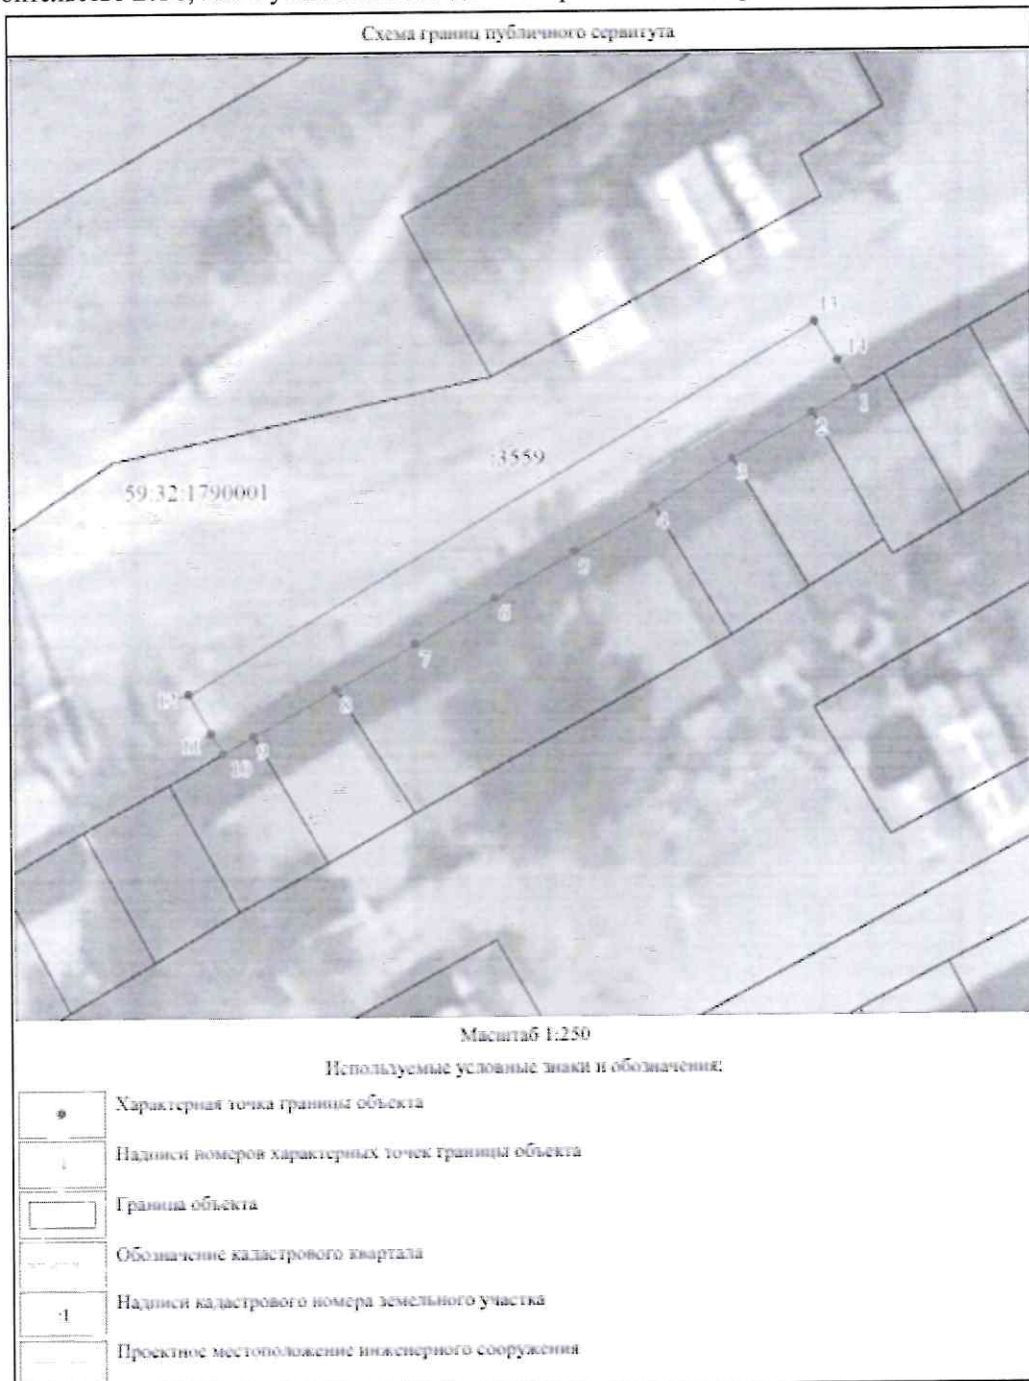 Схема границ публичного сервитута
13
14
1
2
3
:3559
4
59:32:1790001
5
6
7
8
12
11
9
10
Масштаб 1:250
Используемые условные знаки и обозначения:
Характерная точка границы объекта
Надписи номеров характерных точек границы объекта
Граница объекта
Обозначение кадастрового квартала
:1
Надписи кадастрового номера земельного участка
Проектное местоположение инженерного сооружения